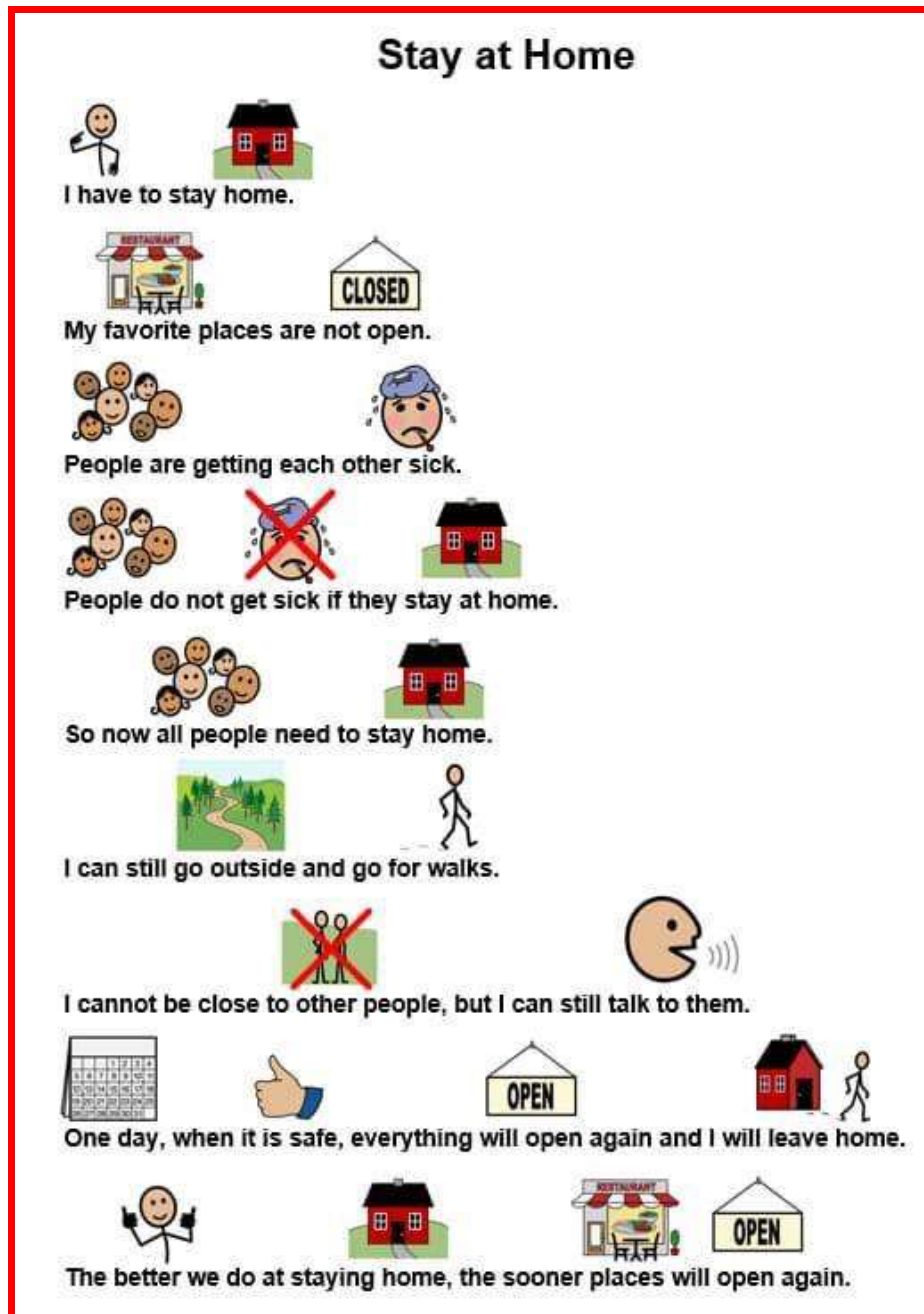 Stay at Home
I have to stay home.
RESTAURANT
CLOSED
My favorite places are not open.
People are getting each other sick.
People do not get sick if they stay at home.
So now all people need to stay home.
I can still go outside and go for walks.
I cannot be close to other people, but I can still talk to them.
OPEN
One day, when it is safe, everything will open again and I will leave home.
RESTAURANT
OPEN
The better we do at staying home, the sooner places will open again.